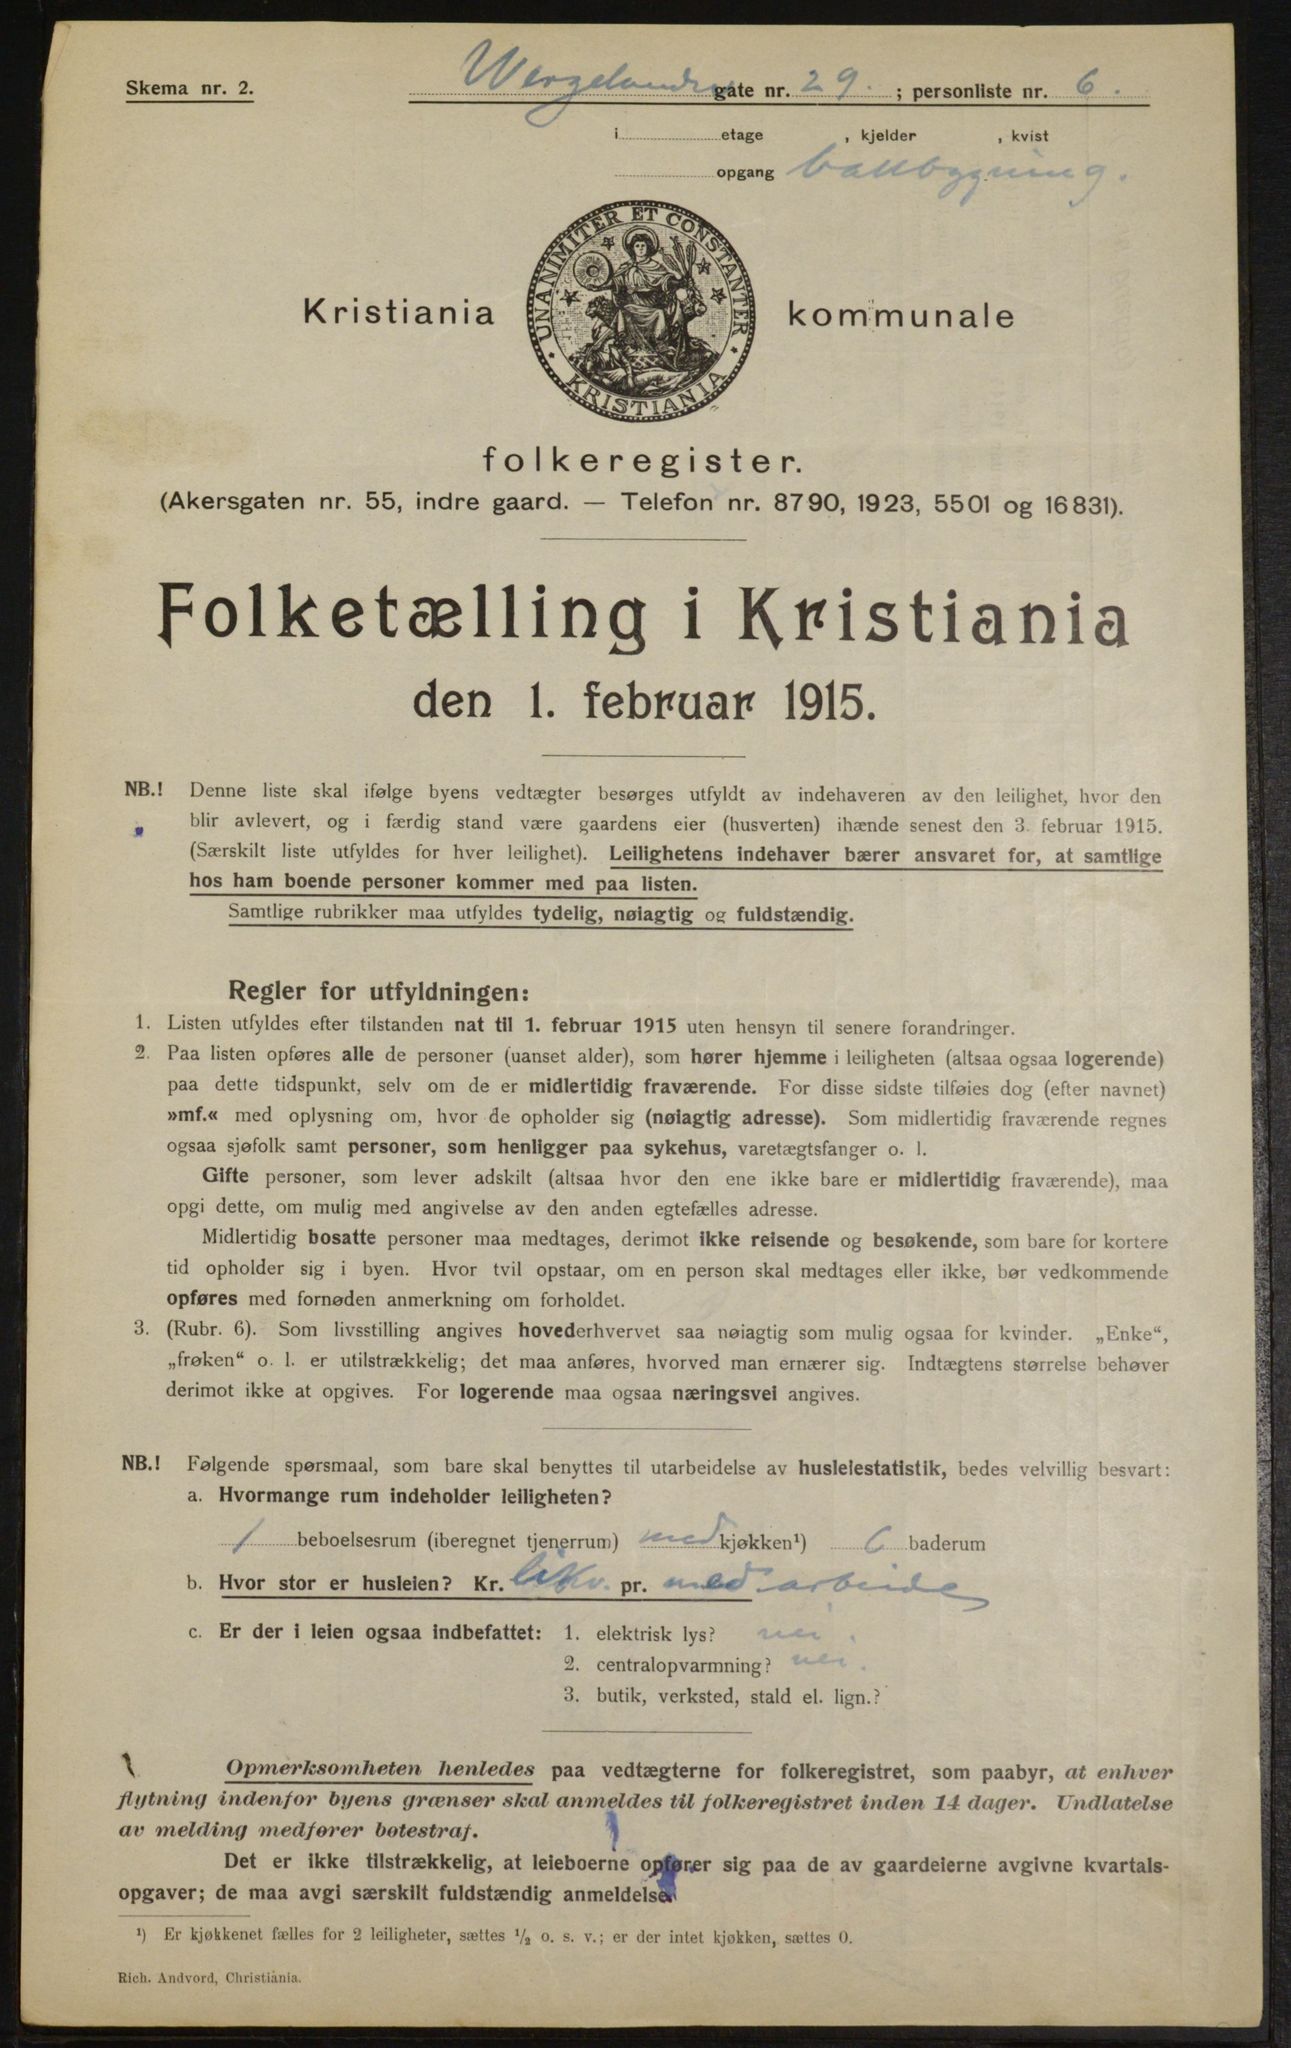 Skema nr. 2.
Wergelands gate nr. 29. ; personliste nr. 6.
i etage , kjelder , kvist
opgang bakbygning.
UNANIMITER ET CONSTANTER
KRISTIANIA
Kristiania kommunale
folkeregister.
(Akersgaten nr. 55, indre gaard. — Telefon nr. 8790, 1923, 5501 og 16831).
Folketælling i Kristiania
den 1. februar 1915.
NB.! Denne liste skal ifølge byens vedtægter besørges utfyldt av indehaveren av den leilighet, hvor den
blir avlevert, og i færdig stand være gaardens eier (husverten) ihænde senest den 3. februar 1915.
(Særskilt liste utfyldes for hver leilighet). Leilighetens indehaver bærer ansvaret for, at samtlige
hos ham boende personer kommer med paa listen.
Samtlige rubrikker maa utfyldes tydelig, nøiagtig og fuldstændig.
Regler for utfyldningen:
1. Listen utfyldes efter tilstanden nat til 1. februar 1915 uten hensyn til senere forandringer.
2. Paa listen opføres alle de personer (uanset alder), som hører hjemme i leiligheten (altsaa ogsaa logerende)
paa dette tidspunkt, selv om de er midlertidig fraværende. For disse sidste tilføies dog (efter navnet)
»mf.« med oplysning om, hvor de opholder sig (nøiagtig adresse). Som midlertidig fraværende regnes
ogsaa sjøfolk samt personer, som henligger paa sykehus, varetægtsfanger o. l.
Gifte personer, som lever adskilt (altsaa hvor den ene ikke bare er midlertidig fraværende), maa
opgi dette, om mulig med angivelse av den anden egtefælles adresse.
Midlertidig bosatte personer maa medtages, derimot ikke reisende og besøkende, som bare for kortere
tid opholder sig i byen. Hvor tvil opstaar, om en person skal medtages eller ikke, bør vedkommende
opføres med fornøden anmerkning om forholdet.
3. (Rubr. 6). Som livsstilling angives hovederhvervet saa nøiagtig som mulig ogsaa for kvinder. „Enke“,
„frøken“ o. l. er utilstrækkelig; det maa anføres, hvorved man ernærer sig. Indtægtens størrelse behøver
derimot ikke at opgives. For logerende maa ogsaa næringsvei angives.
NB.! Følgende spørsmaal, som bare skal benyttes til utarbeidelse av husleiestatistik, bedes velvillig besvart:
a. Hvormange rum indeholder leiligheten?
1 beboelsesrum (iberegnet tjenerrum) med kjøkken¹) baderum
b. Hvor stor er husleien? Kr. pr. med arbeide
c. Er der i leien ogsaa indbefattet: 1. elektrisk lys? nei.
2. centralopvarmning? nei.
3. butik, verksted, stald el. lign.?
Opmerksomheten henledes paa vedtægterne for folkeregistret, som paabyr, at enhver
flytning indenfor byens grænser skal anmeldes til folkeregistret inden 14 dager. Undlatelse
av melding medfører bøtestraf.
Det er ikke tilstrækkelig, at leieboerne opfører sig paa de av gaardeierne avgivne kvartals-
opgaver; de maa avgi særskilt fuldstændig anmeldelse
¹) Er kjøkkenet fælles for 2 leiligheter, sættes ½ o. s. v.; er der intet kjøkken, sættes 0.
Rich. Andvord, Christiania.